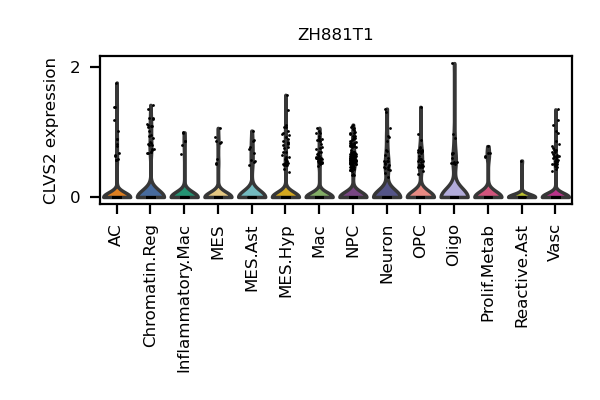 ZH881T1
CLVS2 expression
2
0
AC
Chromatin.Reg
Inflammatory.Mac
MES
MES.Ast
MES.Hyp
Mac
NPC
Neuron
OPC
Oligo
Prolif.Metab
Reactive.Ast
Vasc